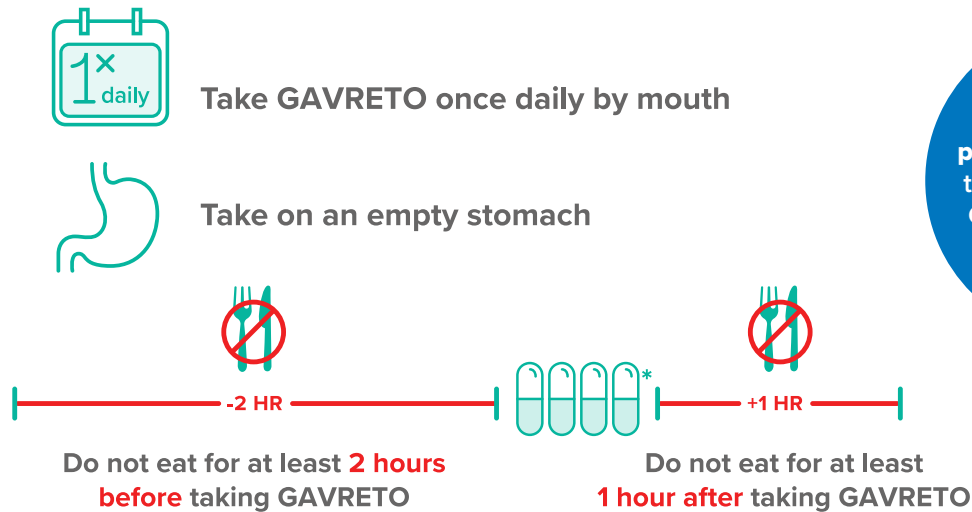 1x
daily
Take GAVRETO once daily by mouth
Take on an empty stomach
-2 HR
*
+1 HR
Do not eat for at least 2 hours
before taking GAVRETO
Do not eat for at least
1 hour after taking GAVRETO